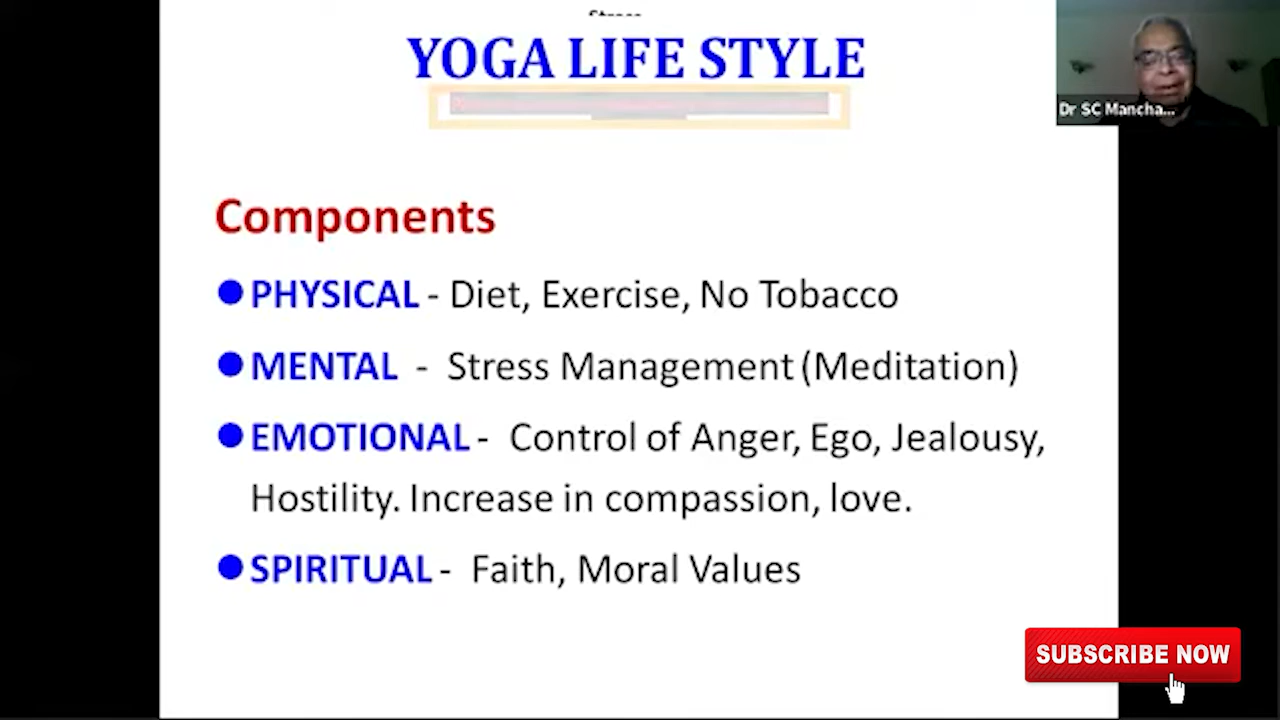 YOGA LIFE STYLE
Dr SC Mancha...
Components
●PHYSICAL - Diet, Exercise, No Tobacco
●MENTAL - Stress Management (Meditation)
●EMOTIONAL - Control of Anger, Ego, Jealousy,
Hostility. Increase in compassion, love.
●SPIRITUAL - Faith, Moral Values
SUBSCRIBE NOW